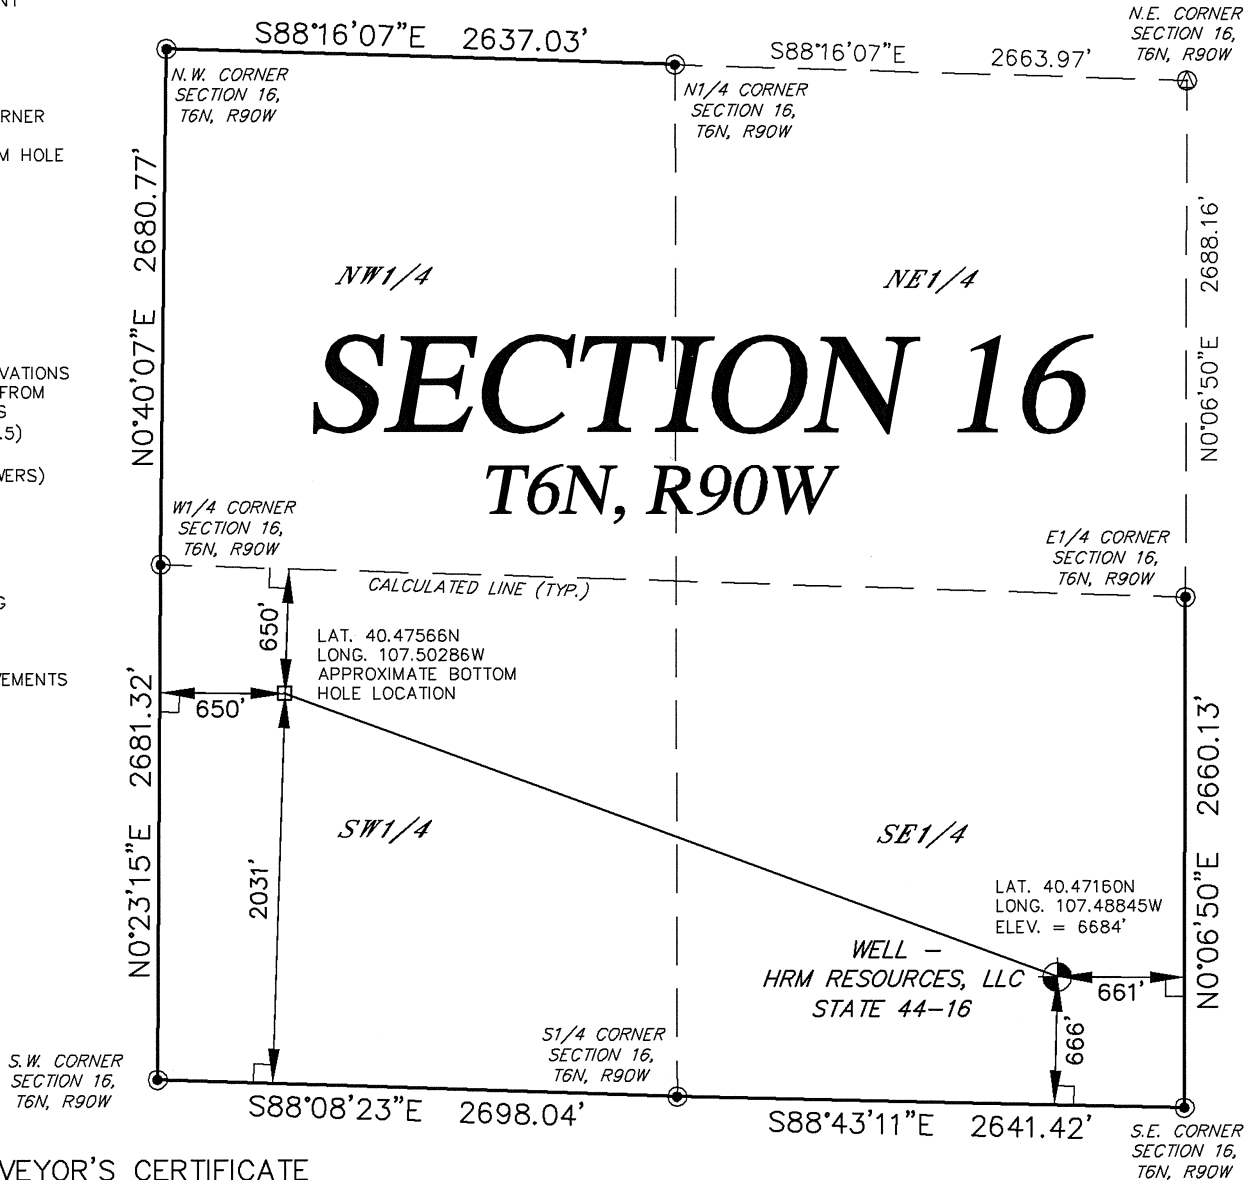 NT
S88°16'07"E 2637.03'
S88°16'07"E 2663.97'
N.E. CORNER
SECTION 16,
T6N, R90W
N.W. CORNER
SECTION 16,
T6N, R90W
N1/4 CORNER
SECTION 16,
T6N, R90W
RNER
M HOLE
N0°40'07"E 2680.77'
N0°06'50"E 2688.16'
NW1/4
NE1/4
SECTION 16
T6N, R90W
VATIONS
FROM
S
.5)
WERS)
W1/4 CORNER
SECTION 16,
T6N, R90W
E1/4 CORNER
SECTION 16,
T6N, R90W
CALCULATED LINE (TYP.)
G
650'
LAT. 40.47566N
LONG. 107.50286W
APPROXIMATE BOTTOM
HOLE LOCATION
EMENTS
650'
N0°23'15"E 2681.32'
N0°06'50"E 2660.13'
SW1/4
SE1/4
2031'
LAT. 40.47160N
LONG. 107.48845W
ELEV. = 6684'
WELL –
HRM RESOURCES, LLC
STATE 44–16
661'
666'
S1/4 CORNER
SECTION 16,
T6N, R90W
S.W. CORNER
SECTION 16,
T6N, R90W
S88°08'23"E 2698.04'
S88°43'11"E 2641.42'
S.E. CORNER
SECTION 16,
T6N, R90W
VEYOR'S CERTIFICATE